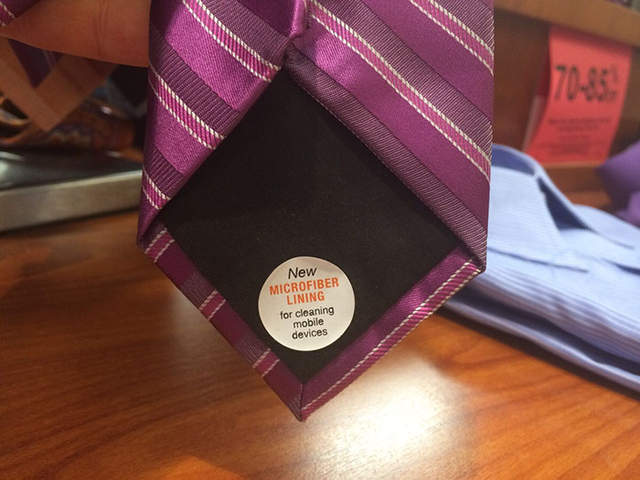 70-85%
New
MICROFIBER
LINING
for cleaning
mobile
devices